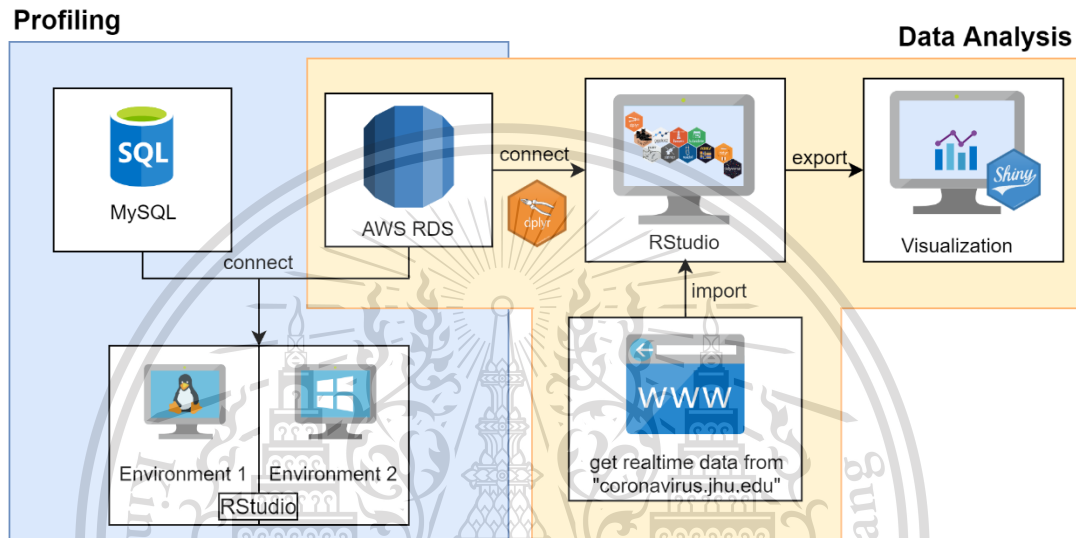 Profiling
Data Analysis
SQL
MySQL
AWS RDS
connect
dplyr
RStudio
export
Shiny
Visualization
connect
import
Environment 1
Environment 2
RStudio
WWW
get realtime data from
"coronavirus.jhu.edu"